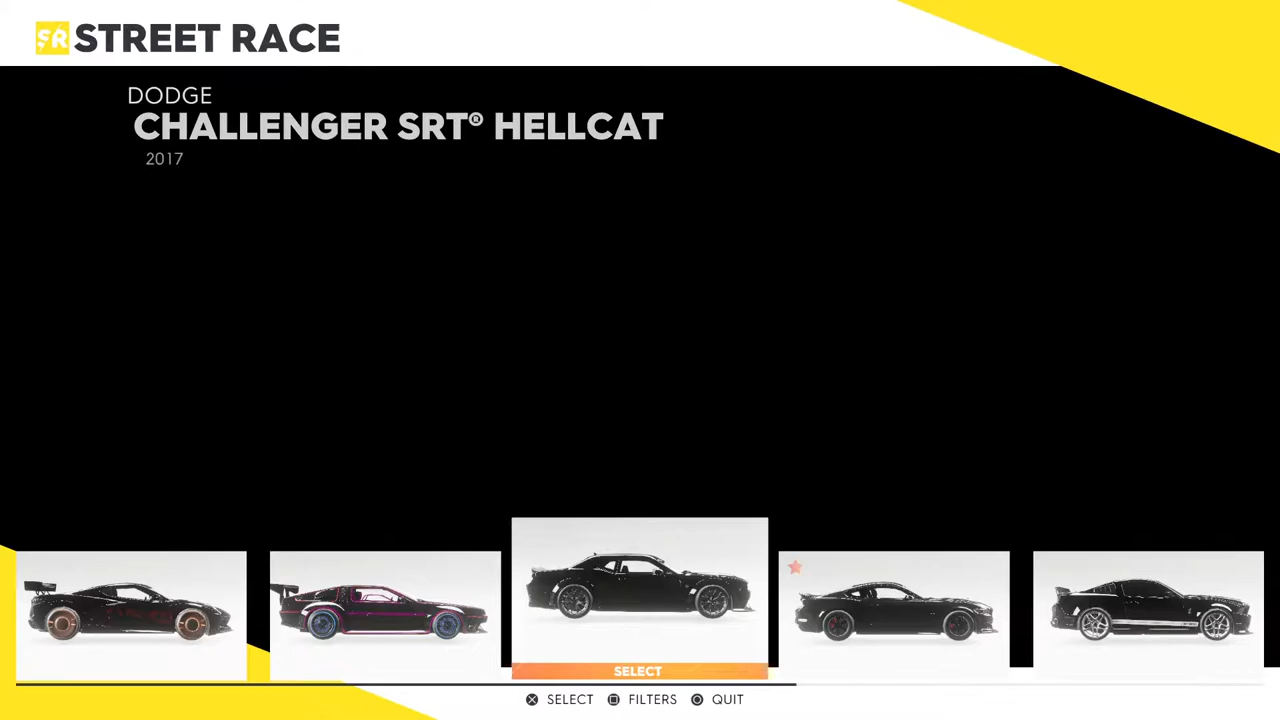 SR STREET RACE
DODGE
CHALLENGER SRT® HELLCAT
2017
SELECT
SELECT FILTERS QUIT